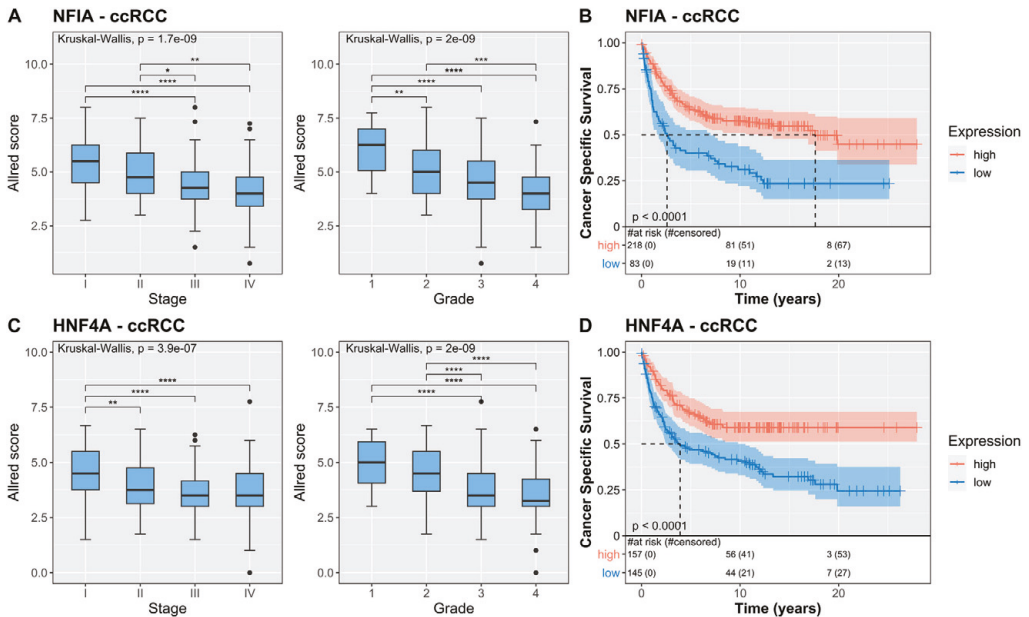 A NFIA - ccRCC
Kruskal-Wallis, p = 1.7e-09
**
*
****
****
10.0
7.5
5.0
2.5
Allred score
I II III IV
Stage
Kruskal-Wallis, p = 2e-09
***
****
****
**
10.0
7.5
5.0
2.5
Allred score
1 2 3 4
Grade
B NFIA - ccRCC
1.00
0.75
0.5
0.25
0
Cancer Specific Survival
p < 0.0001
#at risk (#censored)
high 218 (0) 81 (51) 8 (67)
low 83 (0) 19 (11) 2 (13)
0 10 20
Time (years)
Expression
high
low
C HNF4A - ccRCC
Kruskal-Wallis, p = 3.9e-07
****
****
**
10.0
7.5
5.0
2.5
0.0
Allred score
I II III IV
Stage
Kruskal-Wallis, p = 2e-09
****
****
****
****
10.0
7.5
5.0
2.5
0.0
Allred score
1 2 3 4
Grade
D HNF4A - ccRCC
1.00
0.75
0.5
0.25
0
Cancer Specific Survival
p < 0.0001
#at risk (#censored)
high 157 (0) 56 (41) 3 (53)
low 145 (0) 44 (21) 7 (27)
0 10 20
Time (years)
Expression
high
low